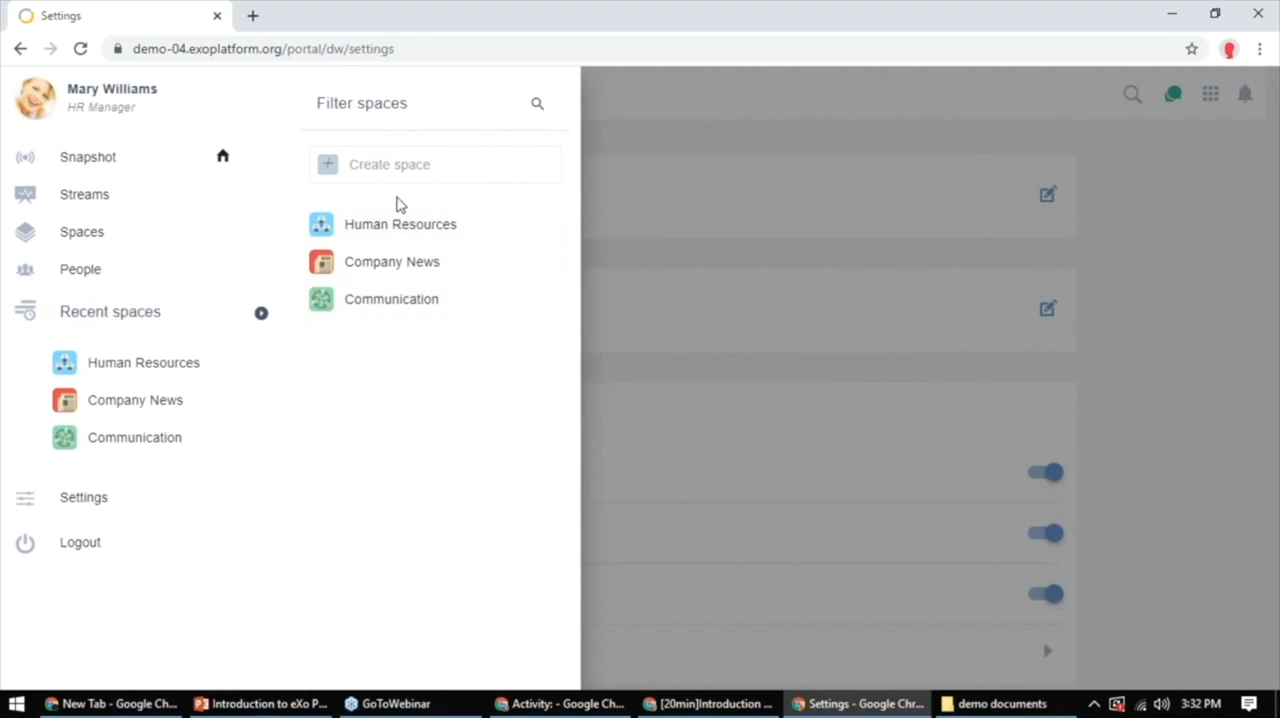 Settings
demo-04.exoplatform.org/portal/dw/settings
Mary Williams
HR Manager
Snapshot
Streams
Spaces
People
Recent spaces
Human Resources
Company News
Communication
Settings
Logout
Filter spaces
Create space
Human Resources
Company News
Communication
New Tab - Google Ch...
Introduction to eXo P...
GoToWebinar
Activity: - Google Ch...
[20min]Introduction ...
Settings - Google Chr...
demo documents
3:32 PM